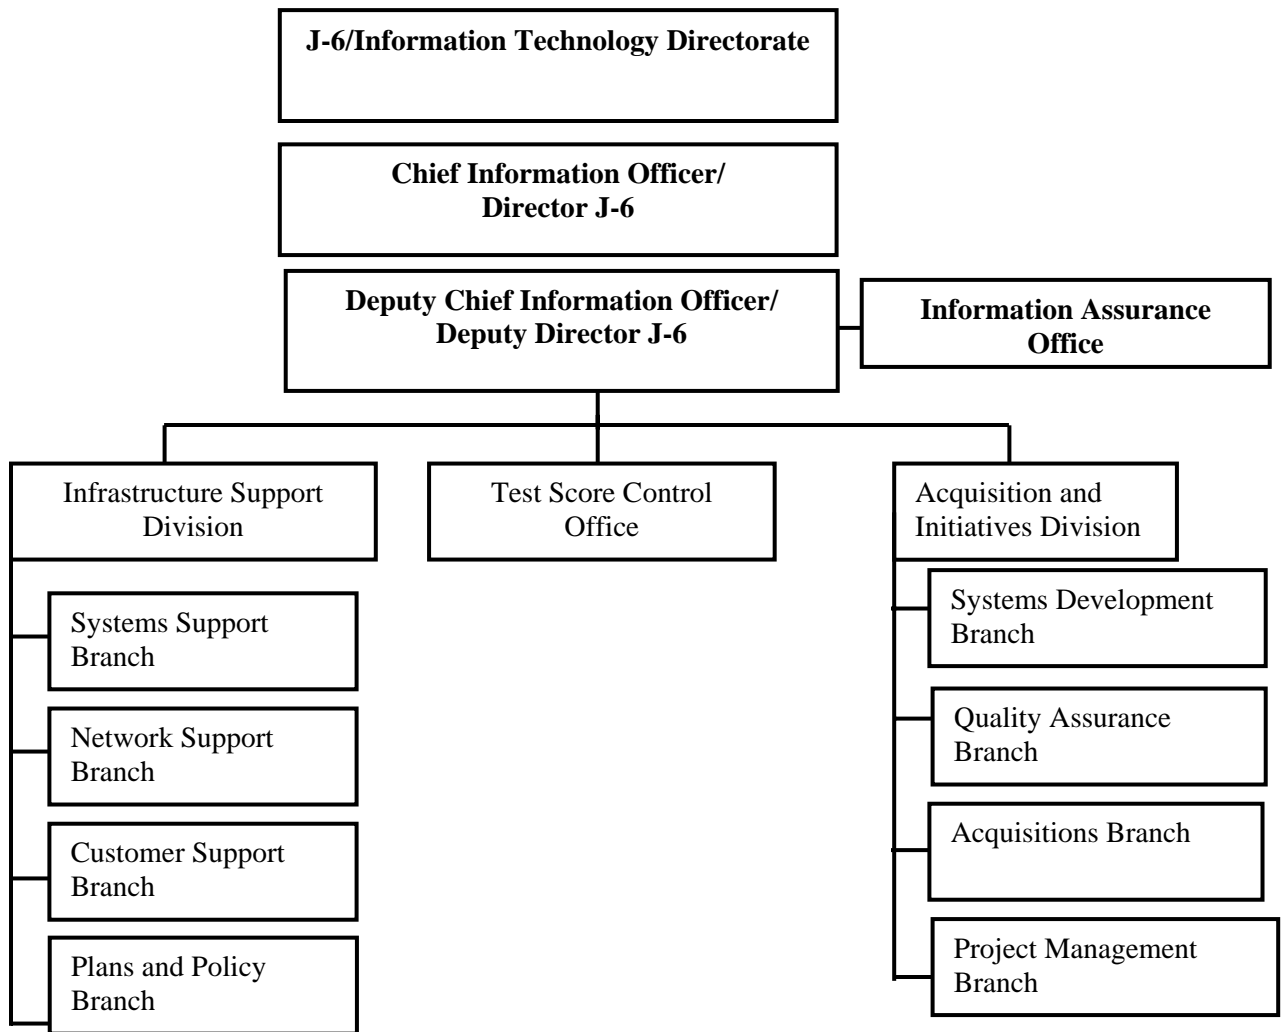 J-6/Information Technology Directorate
Chief Information Officer/
Director J-6
Deputy Chief Information Officer/
Deputy Director J-6
Information Assurance
Office
Infrastructure Support
Division
Test Score Control
Office
Acquisition and
Initiatives Division
Systems Support
Branch
Network Support
Branch
Customer Support
Branch
Plans and Policy
Branch
Systems Development
Branch
Quality Assurance
Branch
Acquisitions Branch
Project Management
Branch